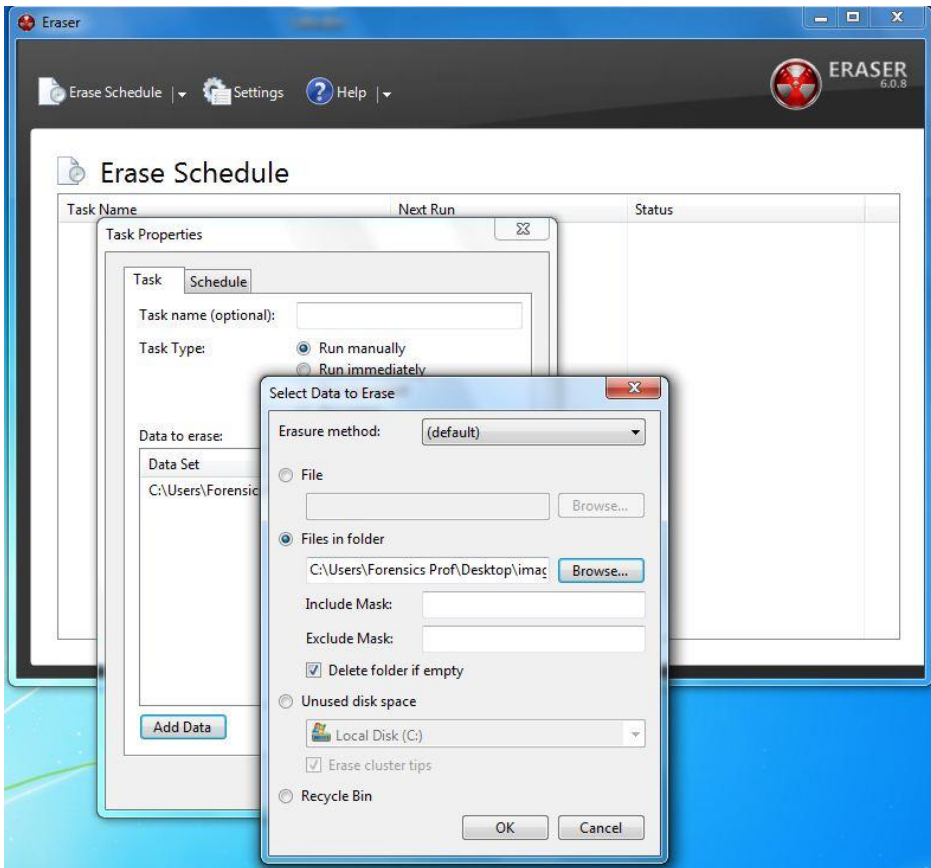 Eraser
Erase Schedule
Settings
Help
ERASER
6.0.8
Erase Schedule
Task Name Next Run Status
Task Properties
Task Schedule
Task name (optional):
Task Type: Run manually
Run immediately
Select Data to Erase
Erasure method: (default)
Data to erase:
Data Set
C:\Users\Forensic
File
Browse...
Files in folder
C:\Users\Forensics Prof\Desktop\imag Browse...
Include Mask:
Exclude Mask:
Delete folder if empty
Unused disk space
Local Disk (C:)
Erase cluster tips
Recycle Bin
Add Data
OK Cancel